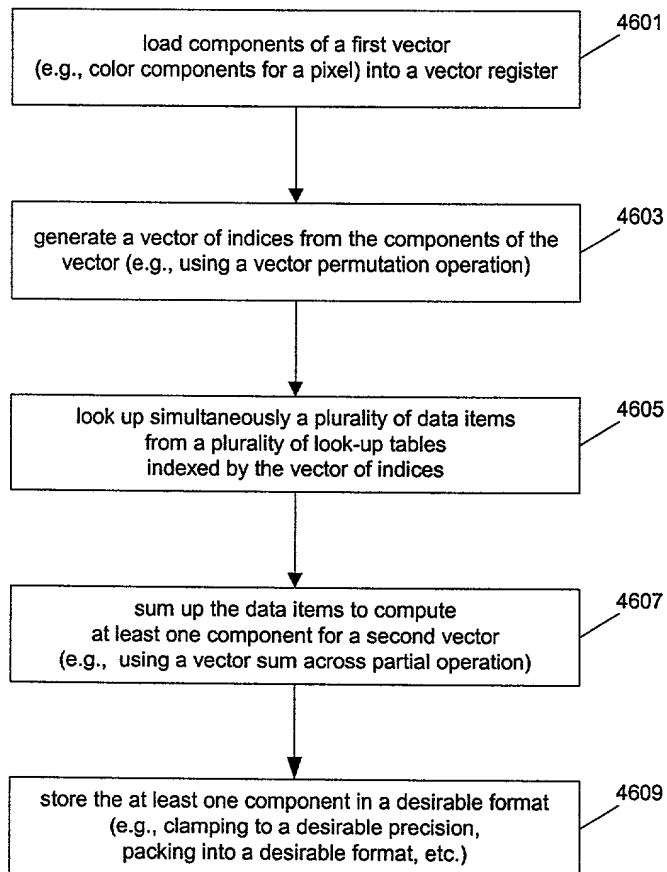 4601
load components of a first vector
(e.g., color components for a pixel) into a vector register
4603
generate a vector of indices from the components of the
vector (e.g., using a vector permutation operation)
4605
look up simultaneously a plurality of data items
from a plurality of look-up tables
indexed by the vector of indices
4607
sum up the data items to compute
at least one component for a second vector
(e.g., using a vector sum across partial operation)
4609
store the at least one component in a desirable format
(e.g., clamping to a desirable precision,
packing into a desirable format, etc.)